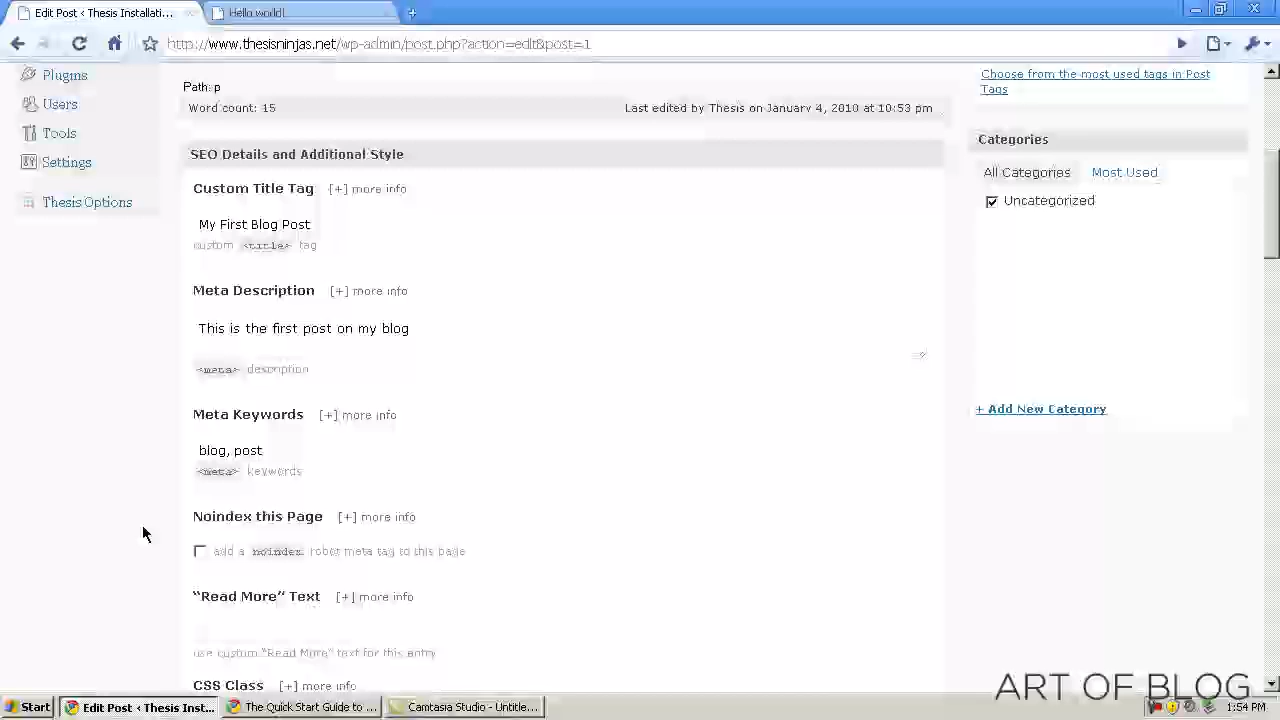 Edit Post ‹ Thesis Installati...
Hello world!
http://www.thesisninjas.net/wp-admin/post.php?action=edit&post=1
Plugins
Users
Tools
Settings
Thesis Options
Path: p
Word count: 15
Last edited by Thesis on January 4, 2010 at 10:53 pm
SEO Details and Additional Style
Custom Title Tag [+] more info
My First Blog Post
custom <title> tag
Meta Description [+] more info
This is the first post on my blog
<meta> description
Meta Keywords [+] more info
blog, post
<meta> keywords
Noindex this Page [+] more info
add a noindex robot meta tag to this page
“Read More” Text [+] more info
use custom “Read More” text for this entry
CSS Class [+] more info
Choose from the most used tags in Post
Tags
Categories
All Categories
Most Used
Uncategorized
+ Add New Category
ART OF BLOG
Start
Edit Post ‹ Thesis Inst...
The Quick Start Guide to ...
Camtasia Studio - Untitle...
1:54 PM